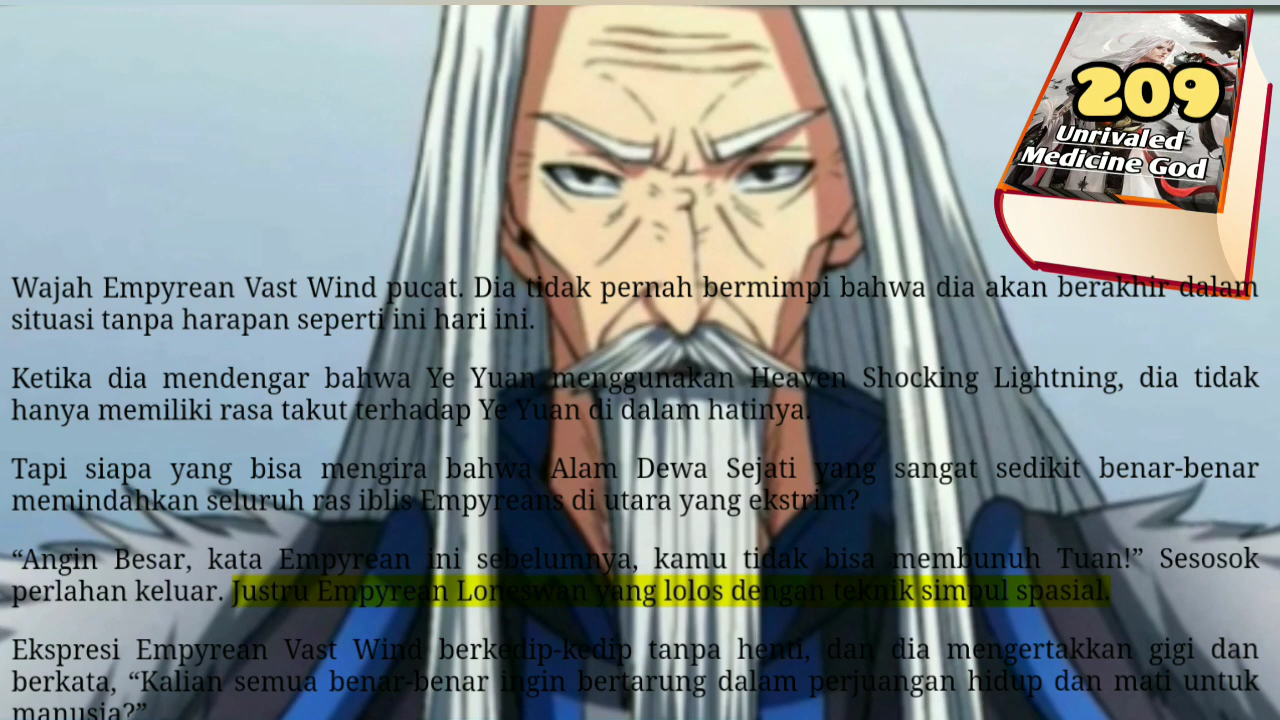 209
Unrivaled
Medicine God
Wajah Empyrean Vast Wind pucat. Dia tidak pernah bermimpi bahwa dia akan berakhir dalam
situasi tanpa harapan seperti ini hari ini.
Ketika dia mendengar bahwa Ye Yuan menggunakan Heaven Shocking Lightning, dia tidak
hanya memiliki rasa takut terhadap Ye Yuan di dalam hatinya.
Tapi siapa yang bisa mengira bahwa Alam Dewa Sejati yang sangat sedikit benar-benar
memindahkan seluruh ras iblis Empyreans di utara yang ekstrim?
“Angin Besar, kata Empyrean ini sebelumnya, kamu tidak bisa membunuh Tuan!” Sesosok
perlahan keluar. Justru Empyrean Loneswan yang lolos dengan teknik simpul spasial.
Ekspresi Empyrean Vast Wind berkedip-kedip tanpa henti, dan dia mengertakkan gigi dan
berkata, “Kalian semua benar-benar ingin bertarung dalam perjuangan hidup dan mati untuk
manusia?”